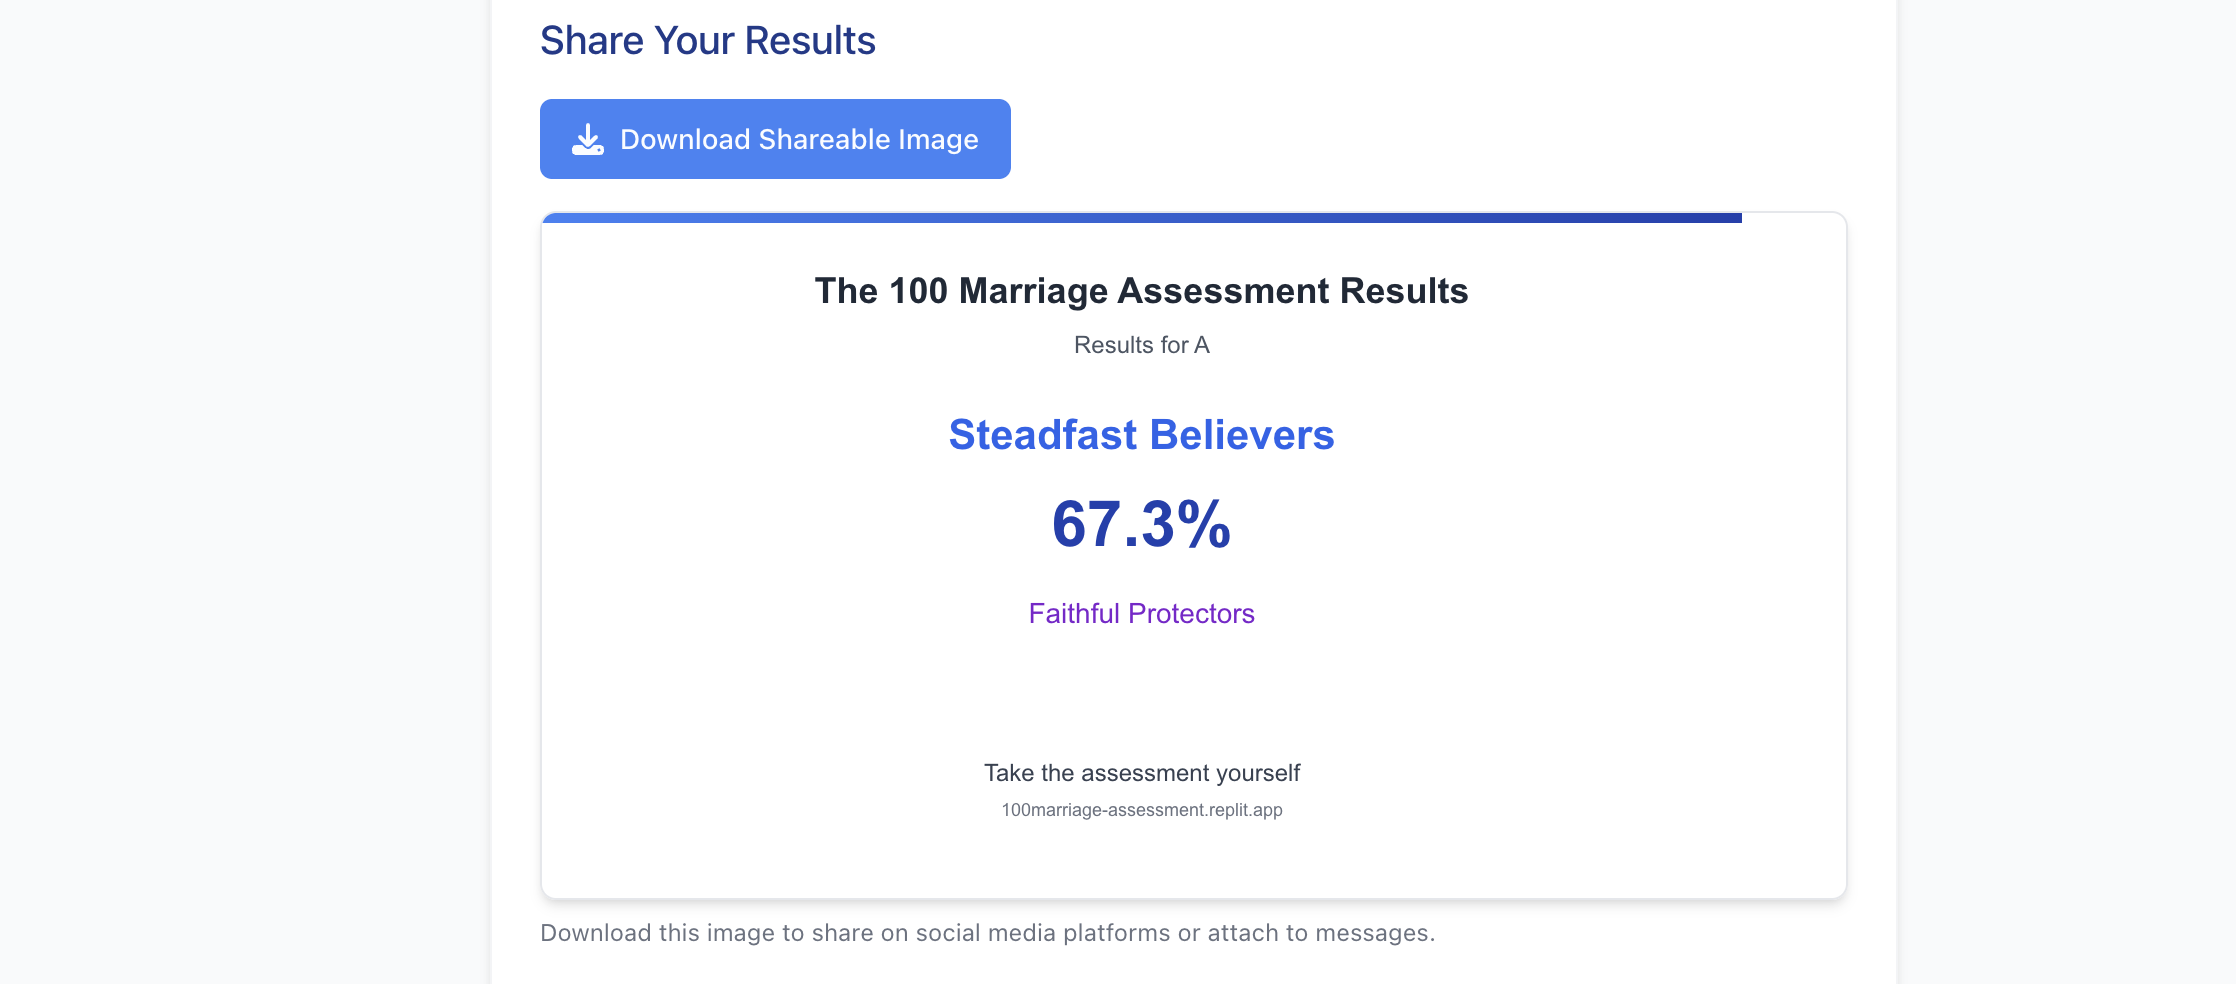 Share Your Results
Download Shareable Image
The 100 Marriage Assessment Results
Results for A
Steadfast Believers
67.3%
Faithful Protectors
Take the assessment yourself
100marriage-assessment.replit.app
Download this image to share on social media platforms or attach to messages.